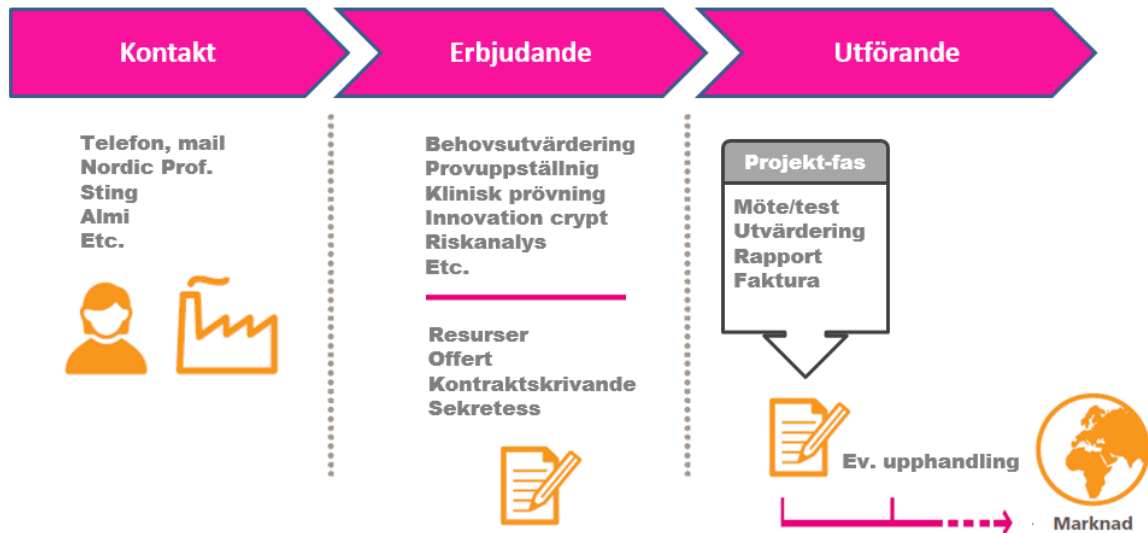 Kontakt
Erbjudande
Utförande
Telefon, mail
Nordic Prof.
Sting
Almi
Etc.
Behovsutvärdering
Provuppställnig
Klinisk prövning
Innovation crypt
Riskanalys
Etc.
Resurser
Offert
Kontraktskrivande
Sekretess
Projekt-fas
Möte/test
Utvärdering
Rapport
Faktura
Ev. upphandling
Marknad